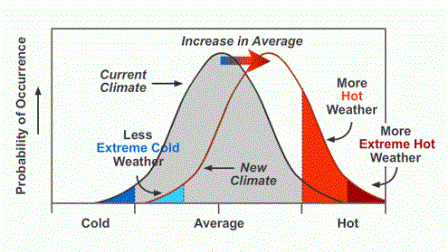 Increase in Average
Current
Climate
More
Hot
Weather
Less
Extreme Cold
Weather
More
Extreme Hot
Weather
New
Climate
Probability of Occurrence
Cold
Average
Hot